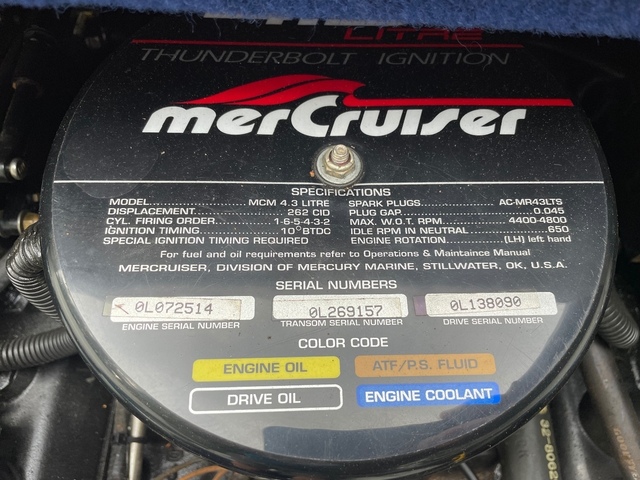 LITRE
THUNDERBOLT IGNITION
merCruiser
SPECIFICATIONS
MODEL..................MCM 4.3 LITRE
DISPLACEMENT..................262 CID
CYL. FIRING ORDER............1-6-5-4-3-2
IGNITION TIMING..................10° BTDC
SPECIAL IGNITION TIMING REQUIRED
SPARK PLUGS..................AC-MR43LTS
PLUG GAP..................0.045
MAX. W.O.T. RPM..................4400-4800
IDLE RPM IN NEUTRAL..................650
ENGINE ROTATION..................(LH) left hand
For fuel and oil requirements refer to Operations & Maintaince Manual
MERCRUISER, DIVISION OF MERCURY MARINE, STILLWATER, OK, U.S.A.
SERIAL NUMBERS
0L072514 0L269157 0L138090
ENGINE SERIAL NUMBER TRANSOM SERIAL NUMBER DRIVE SERIAL NUMBER
COLOR CODE
ENGINE OIL ATF/P.S. FLUID
DRIVE OIL ENGINE COOLANT